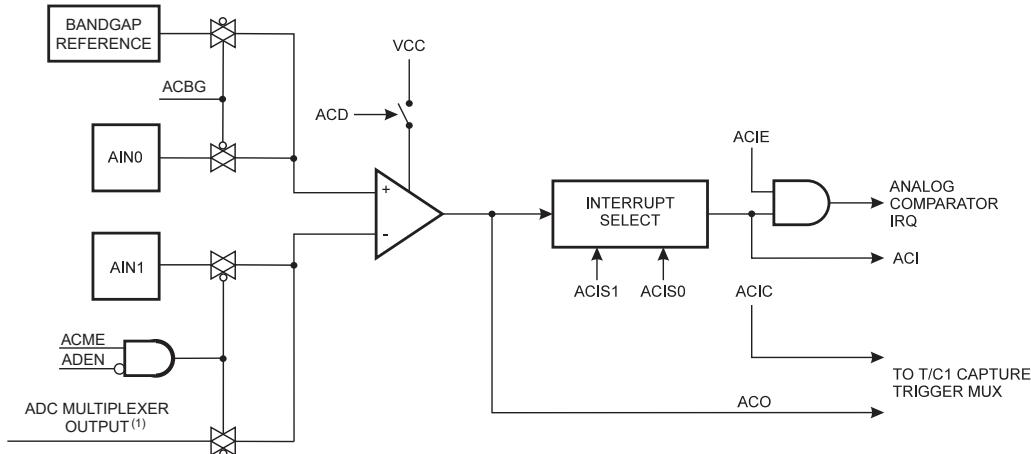 BANDGAP
REFERENCE
ACBG
AIN0
VCC
ACD
+
-
AIN1
ACME
ADEN
ADC MULTIPLEXER
OUTPUT(1)
INTERRUPT
SELECT
ACIS1
ACIS0
ACIE
ANALOG
COMPARATOR
IRQ
ACI
ACIC
TO T/C1 CAPTURE
TRIGGER MUX
ACO